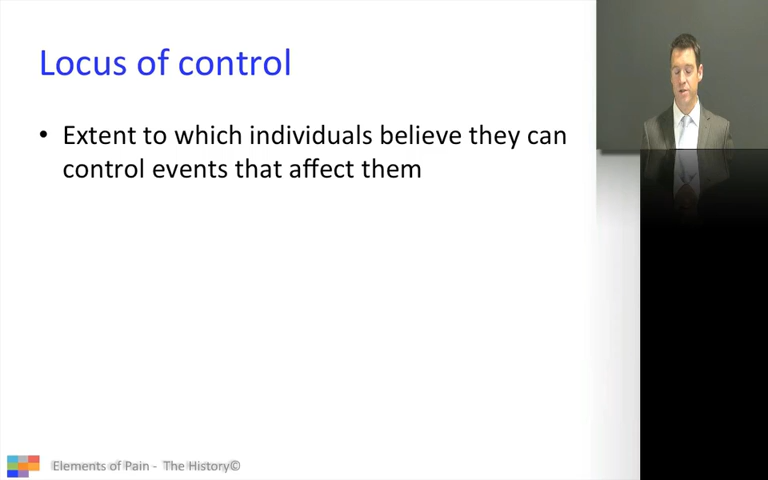 Locus of control
• Extent to which individuals believe they can
control events that affect them
Elements of Pain - The History©